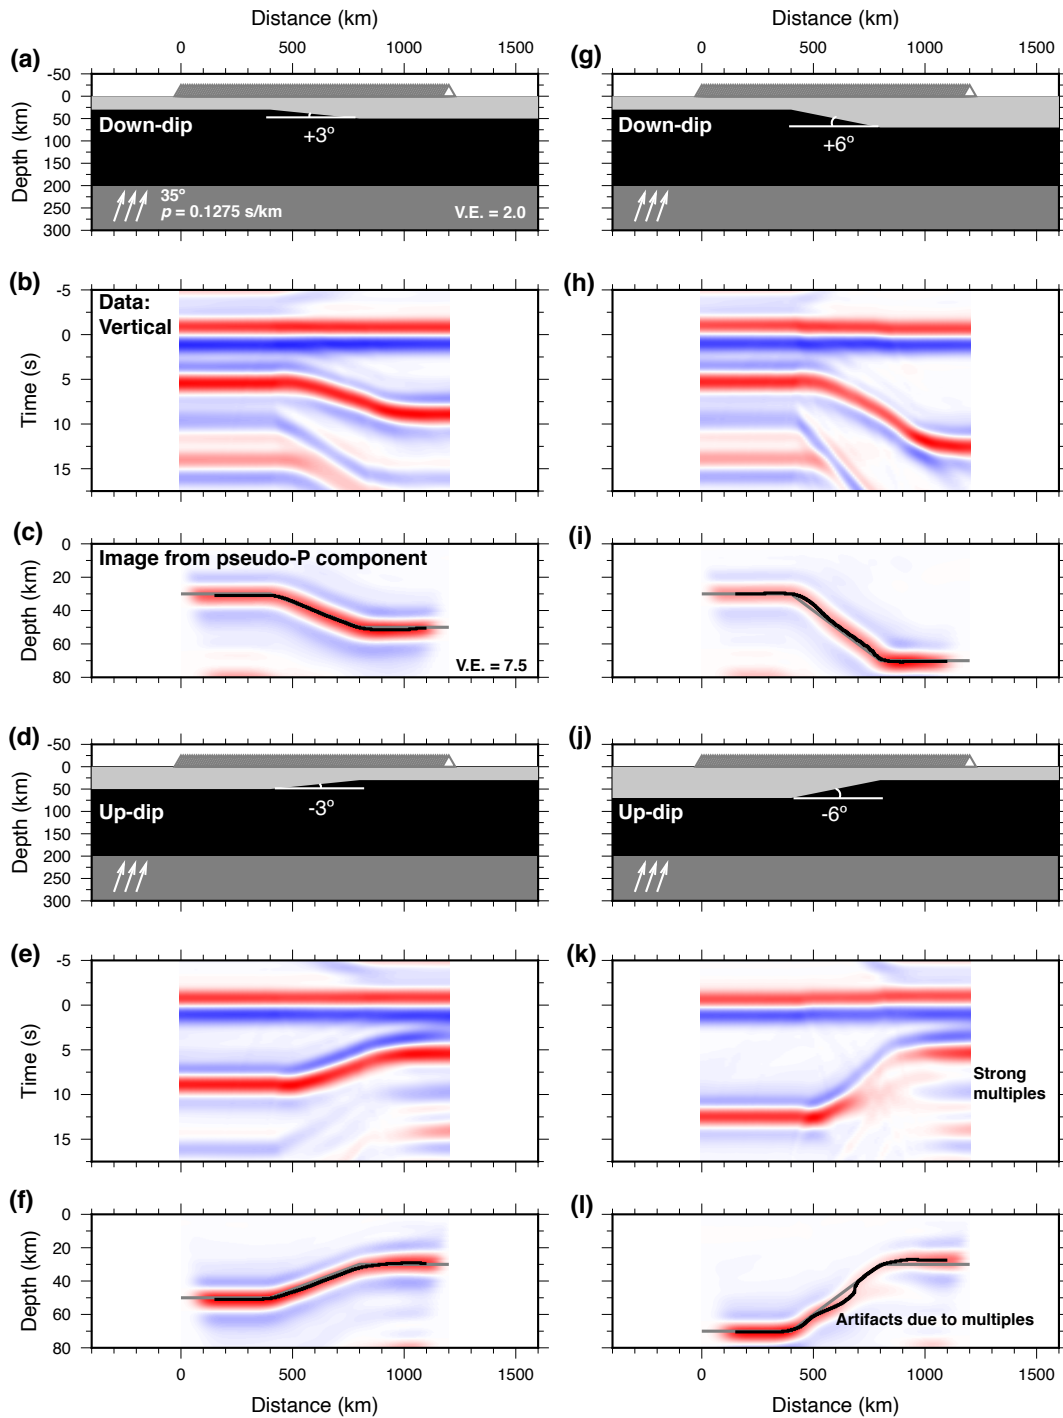 Distance (km)
Distance (km)
0 500 1000 1500
0 500 1000 1500
(a)
-50
0
50
100
150
200
250
300
Depth (km)
Down-dip
+3º
35º
p = 0.1275 s/km
V.E. = 2.0
(g)
Down-dip
+6º
(b)
-5
0
5
10
15
Time (s)
Data:
Vertical
(h)
(c)
0
20
40
60
80
Depth (km)
Image from pseudo-P component
V.E. = 7.5
(i)
(d)
-50
0
50
100
150
200
250
300
Depth (km)
Up-dip
-3º
(j)
Up-dip
-6º
(e)
-5
0
5
10
15
Time (s)
(k)
Strong
multiples
(f)
0
20
40
60
80
Depth (km)
(l)
Artifacts due to multiples
0 500 1000 1500
0 500 1000 1500
Distance (km)
Distance (km)